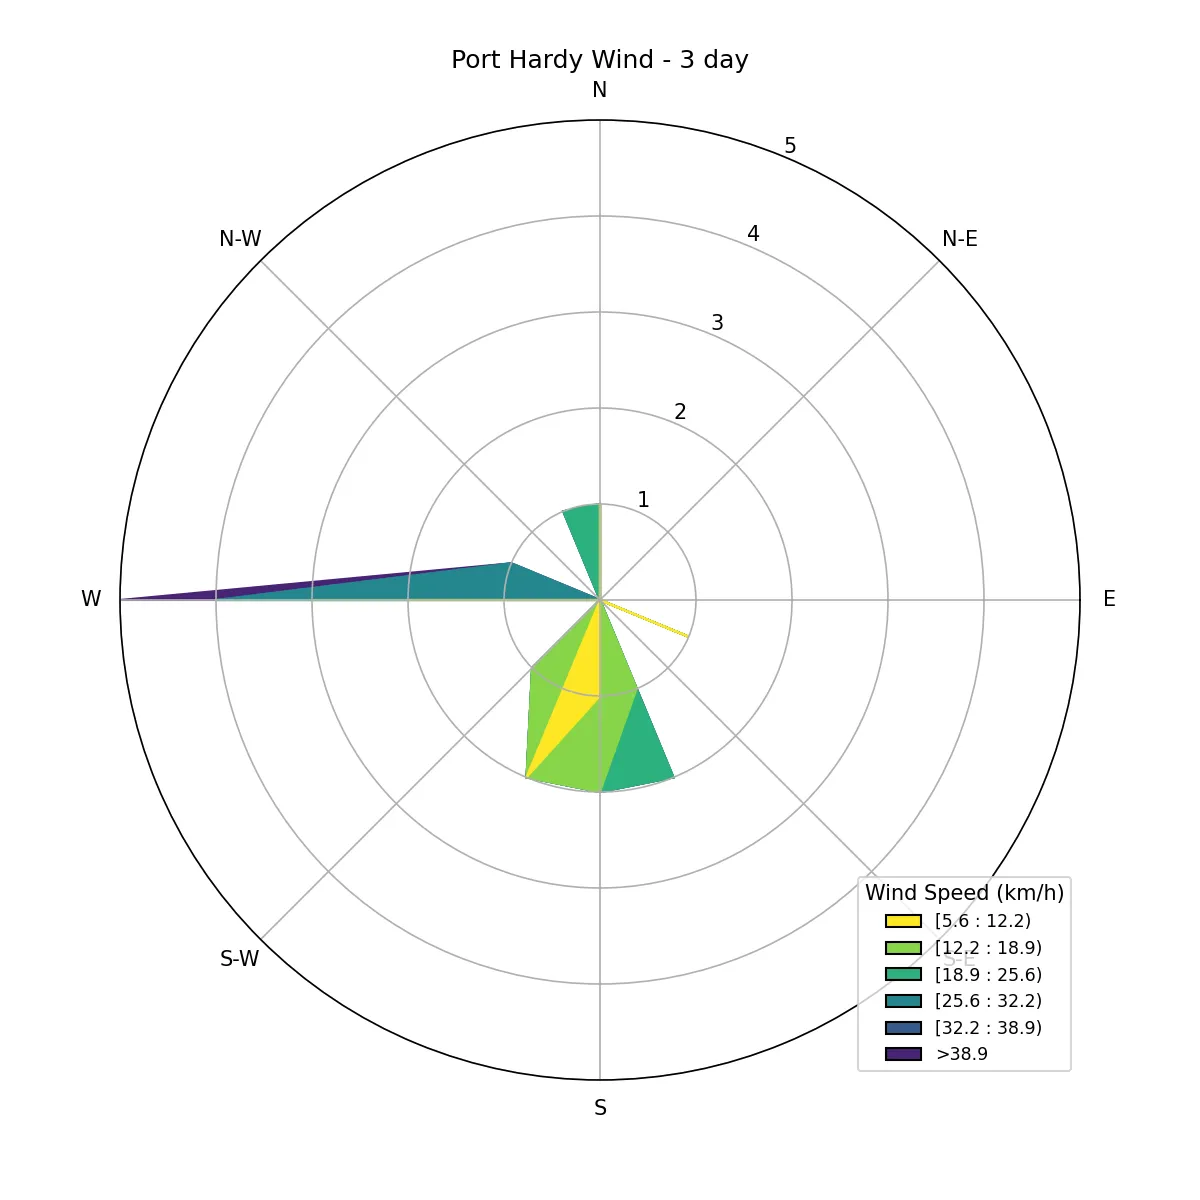 Port Hardy Wind - 3 day
N
5
N-W
N-E
4
3
2
1
W
E
Wind Speed (km/h)
[5.6 : 12.2)
[12.2 : 18.9)
S-W
S-E
[18.9 : 25.6)
[25.6 : 32.2)
[32.2 : 38.9)
>38.9
S